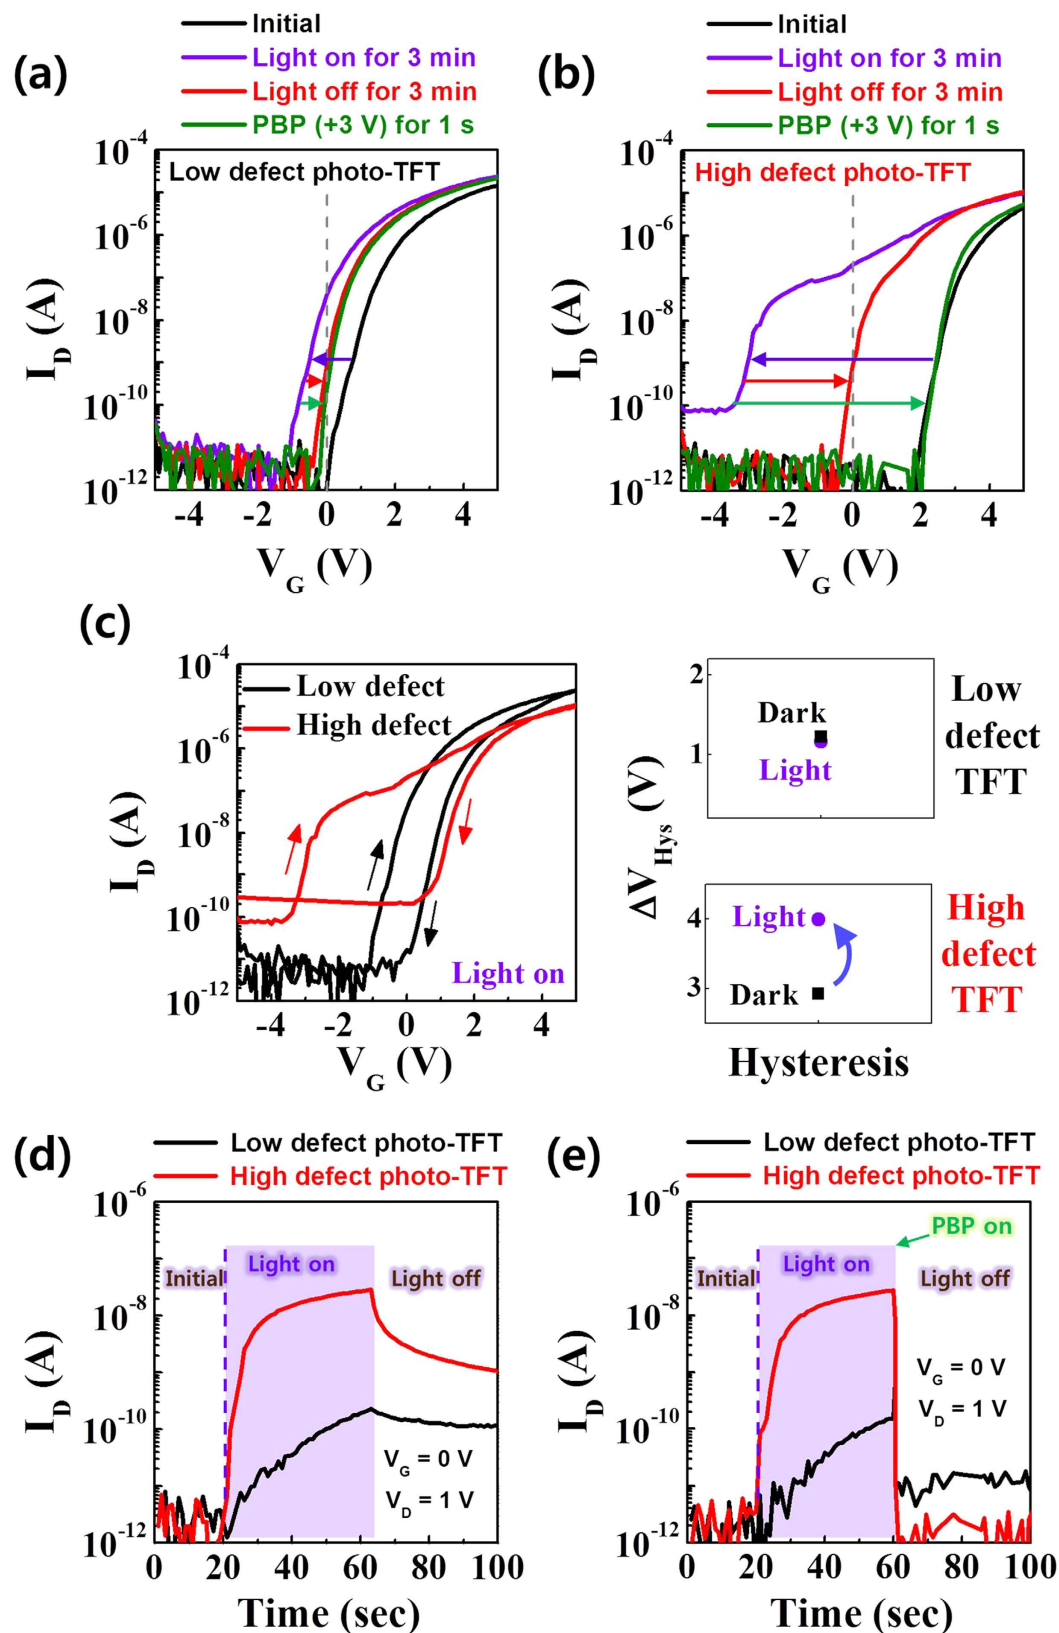 (a)
Initial
Light on for 3 min
Light off for 3 min
PBP (+3 V) for 1 s
Low defect photo-TFT
10^-4
10^-6
10^-8
10^-10
10^-12
I_D (A)
-4 -2 0 2 4
V_G (V)
(b)
Initial
Light on for 3 min
Light off for 3 min
PBP (+3 V) for 1 s
High defect photo-TFT
10^-4
10^-6
10^-8
10^-10
10^-12
I_D (A)
-4 -2 0 2 4
V_G (V)
(c)
Low defect
High defect
10^-4
10^-6
10^-8
10^-10
10^-12
I_D (A)
Light on
-4 -2 0 2 4
V_G (V)
2
1
Dark
Light
Low
defect
TFT
ΔV_Hys (V)
4
3
Light
Dark
High
defect
TFT
Hysteresis
(d)
Low defect photo-TFT
High defect photo-TFT
10^-6
10^-8
10^-10
10^-12
I_D (A)
Initial
Light on
Light off
V_G = 0 V
V_D = 1 V
0 20 40 60 80 100
Time (sec)
(e)
Low defect photo-TFT
High defect photo-TFT
10^-6
10^-8
10^-10
10^-12
I_D (A)
PBP on
Initial
Light on
Light off
V_G = 0 V
V_D = 1 V
0 20 40 60 80 100
Time (sec)